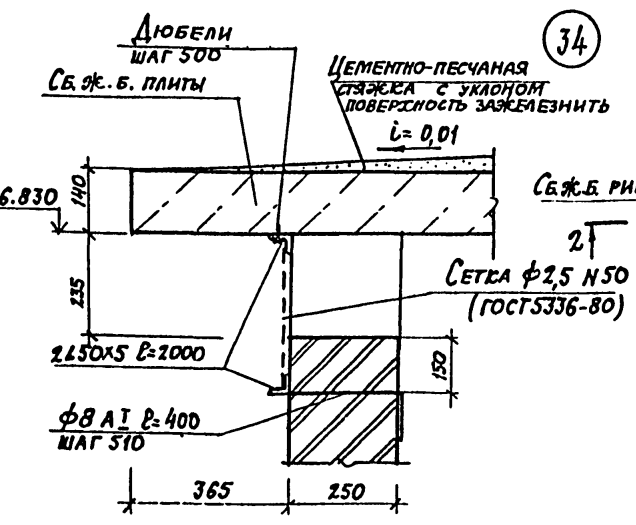 34
Дюбели
шаг 500
Сб.ж.б. плиты
Цементно-песчаная
стяжка с уклоном
поверхность зажелезнить
i=0,01
6.830
140
Сб.ж.б. ри
2
235
Сетка ф2,5 N50
(ГОСТ5336-80)
2L50x5 ℓ=2000
150
ф8 АI ℓ=400
шаг 510
365
250